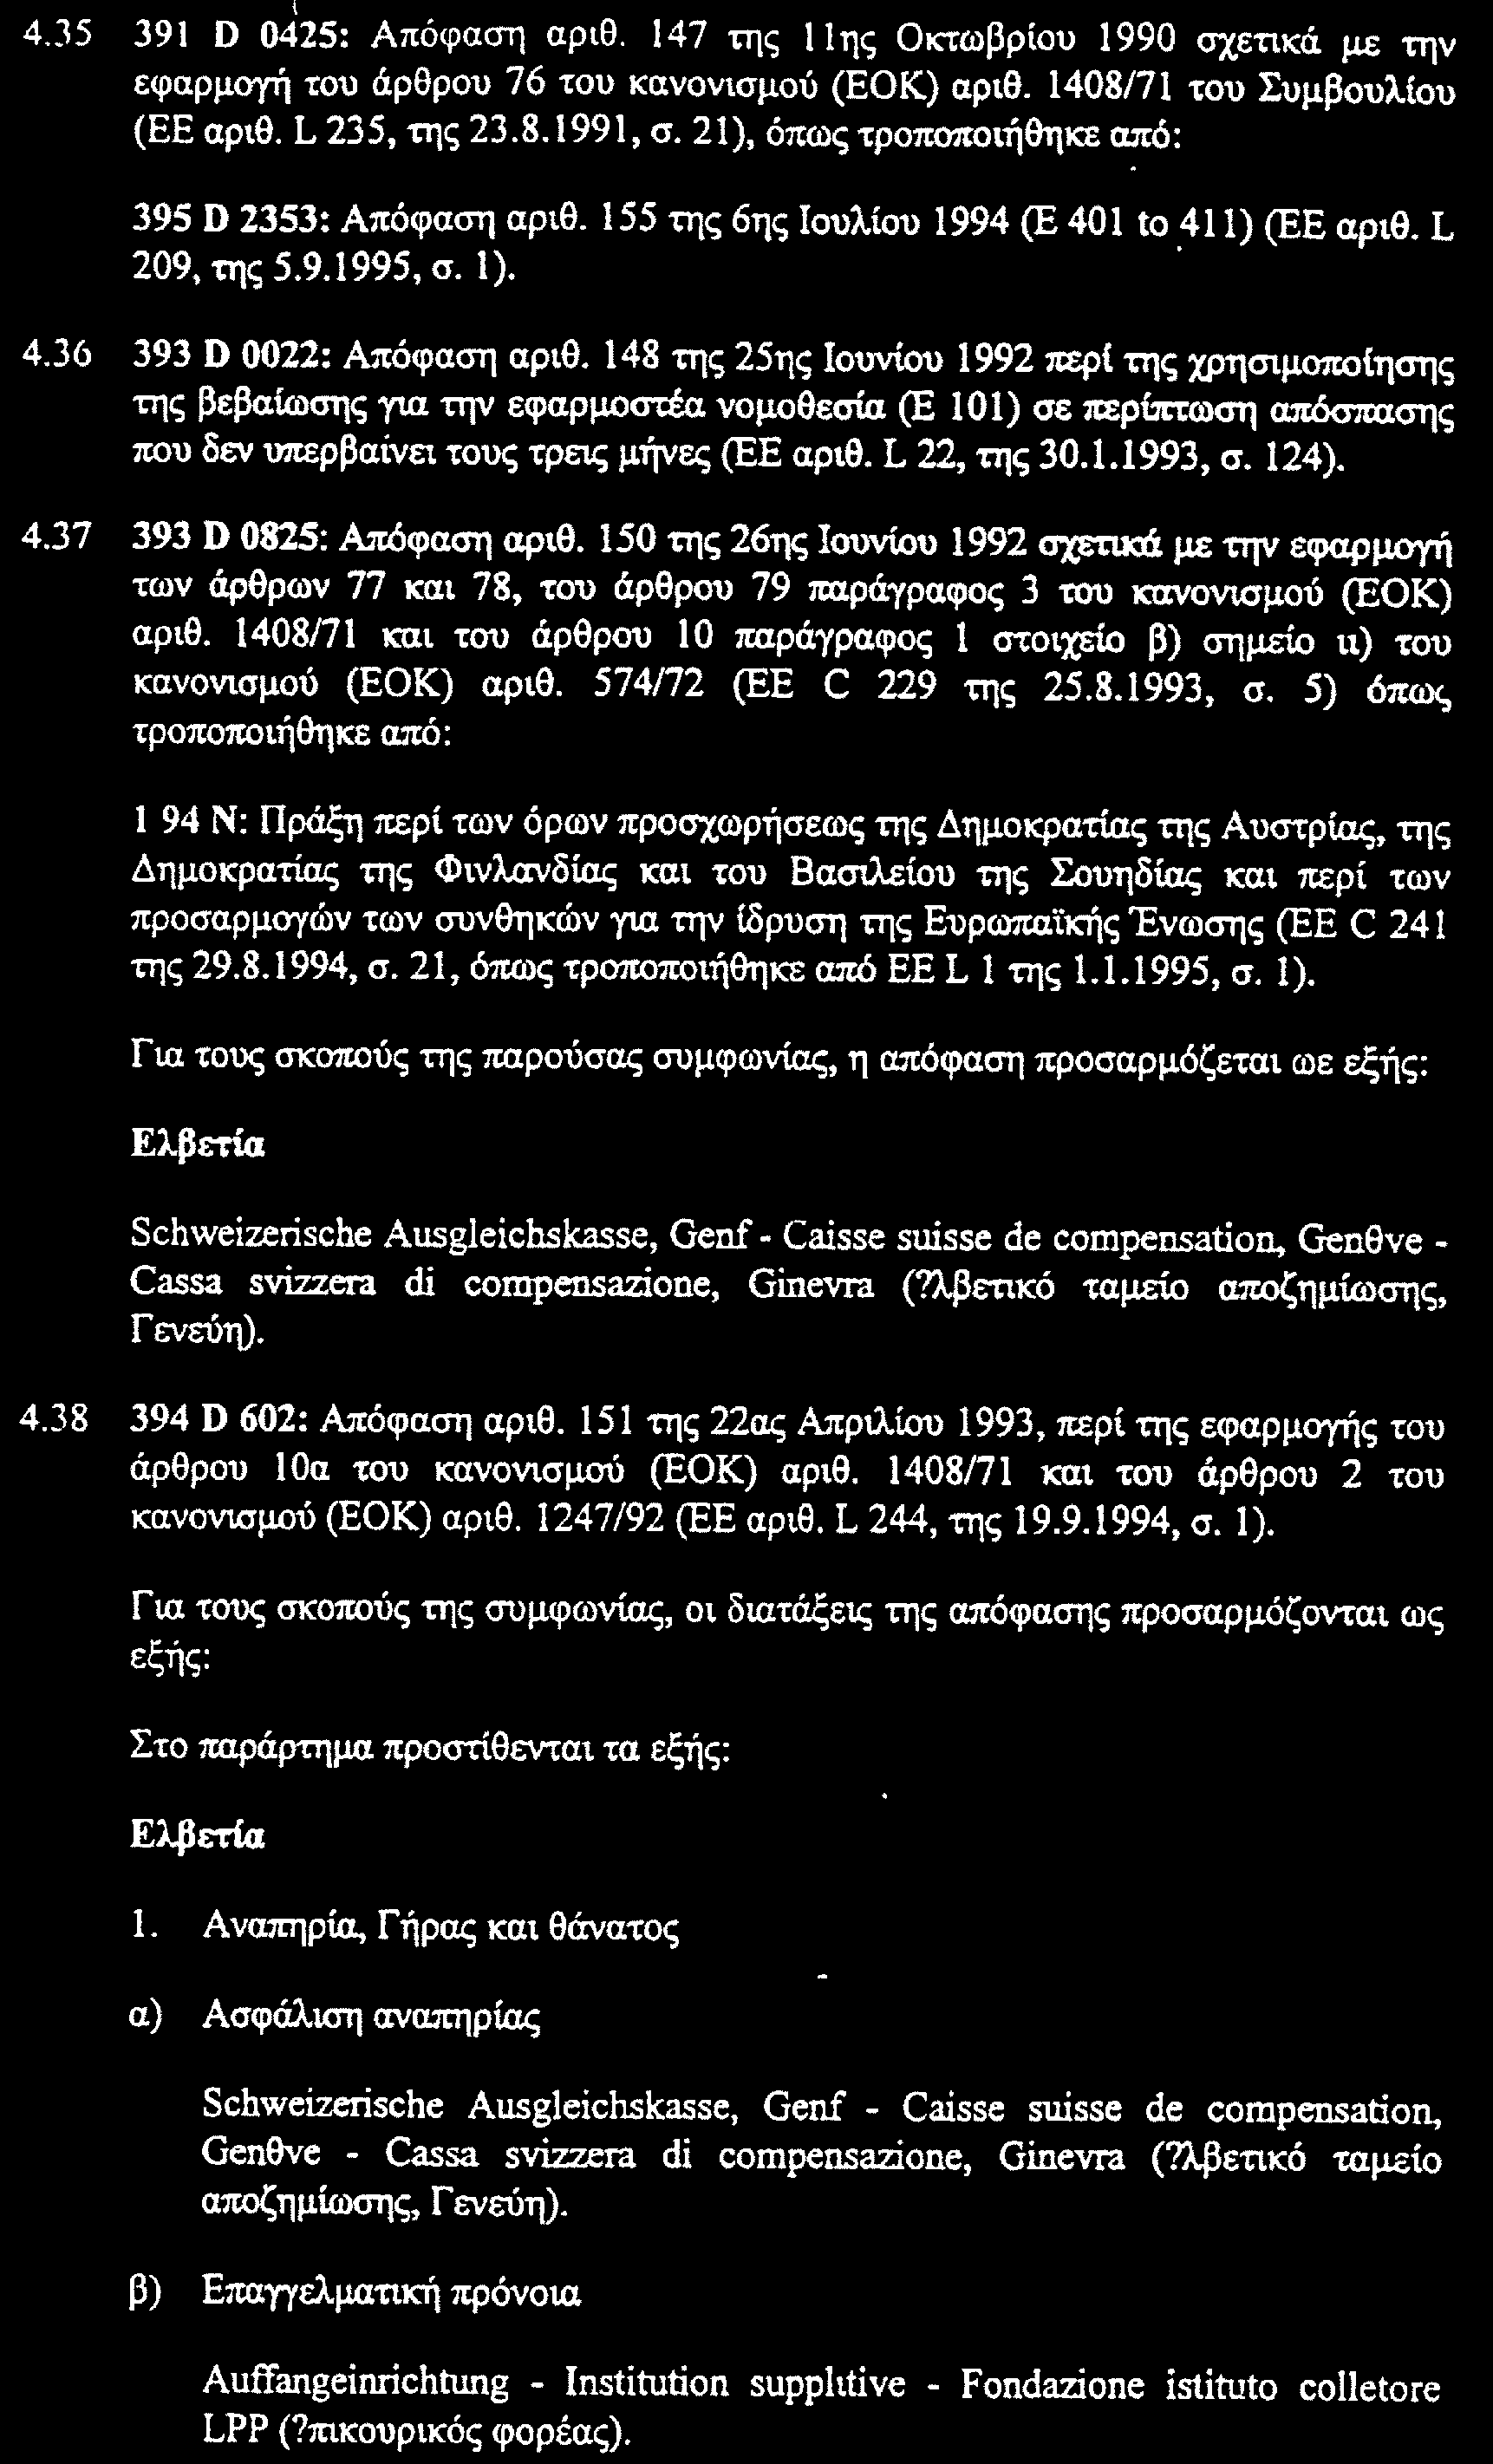 4.35 391 D 0425: Απόφαση αριθ. 147 της 11ης Οκτωβρίου 1990 σχετικά με την
εφαρμογή του άρθρου 76 του κανονισμού (ΕΟΚ) αριθ. 1408/71 του Συμβουλίου
(ΕΕ αριθ. L 235, της 23.8.1991, σ. 21), όπως τροποποιήθηκε από:
395 D 2353: Απόφαση αριθ. 155 της 6ης Ιουλίου 1994 (Ε 401 to 411) (ΕΕ αριθ. L
209, της 5.9.1995, σ. 1).
4.36 393 D 0022: Απόφαση αριθ. 148 της 25ης Ιουνίου 1992 περί της χρησιμοποίησης
της βεβαίωσης για την εφαρμοστέα νομοθεσία (Ε 101) σε περίπτωση απόσπασης
που δεν υπερβαίνει τους τρεις μήνες (ΕΕ αριθ. L 22, της 30.1.1993, σ. 124).
4.37 393 D 0825: Απόφαση αριθ. 150 της 26ης Ιουνίου 1992 σχετικά με την εφαρμογή
των άρθρων 77 και 78, του άρθρου 79 παράγραφος 3 του κανονισμού (ΕΟΚ)
αριθ. 1408/71 και του άρθρου 10 παράγραφος 1 στοιχείο β) σημείο ιι) του
κανονισμού (ΕΟΚ) αριθ. 574/72 (ΕΕ C 229 της 25.8.1993, σ. 5) όπως
τροποποιήθηκε από:
1 94 N: Πράξη περί των όρων προσχωρήσεως της Δημοκρατίας της Αυστρίας, της
Δημοκρατίας της Φινλανδίας και του Βασιλείου της Σουηδίας και περί των
προσαρμογών των συνθηκών για την ίδρυση της Ευρωπαϊκής Ένωσης (ΕΕ C 241
της 29.8.1994, σ. 21, όπως τροποποιήθηκε από ΕΕ L 1 της 1.1.1995, σ. 1).
Για τους σκοπούς της παρούσας συμφωνίας, η απόφαση προσαρμόζεται ωε εξής:
Ελβετία
Schweizerische Ausgleichskasse, Genf - Caisse suisse de compensation, Genθve -
Cassa svizzera di compensazione, Ginevra (?λβετικό ταμείο αποζημίωσης,
Γενεύη).
4.38 394 D 602: Απόφαση αριθ. 151 της 22ας Απριλίου 1993, περί της εφαρμογής του
άρθρου 10α του κανονισμού (ΕΟΚ) αριθ. 1408/71 και του άρθρου 2 του
κανονισμού (ΕΟΚ) αριθ. 1247/92 (ΕΕ αριθ. L 244, της 19.9.1994, σ. 1).
Για τους σκοπούς της συμφωνίας, οι διατάξεις της απόφασης προσαρμόζονται ως
εξής:
Στο παράρτημα προστίθενται τα εξής:
Ελβετία
1. Αναπηρία, Γήρας και θάνατος
α) Ασφάλιση αναπηρίας
Schweizerische Ausgleichskasse, Genf - Caisse suisse de compensation,
Genθve - Cassa svizzera di compensazione, Ginevra (?λβετικό ταμείο
αποζημίωσης, Γενεύη).
β) Επαγγελματική πρόνοια
Auffangeinrichtung - Institution supplιtive - Fondazione istituto colletore
LPP (?πικουρικός φορέας).